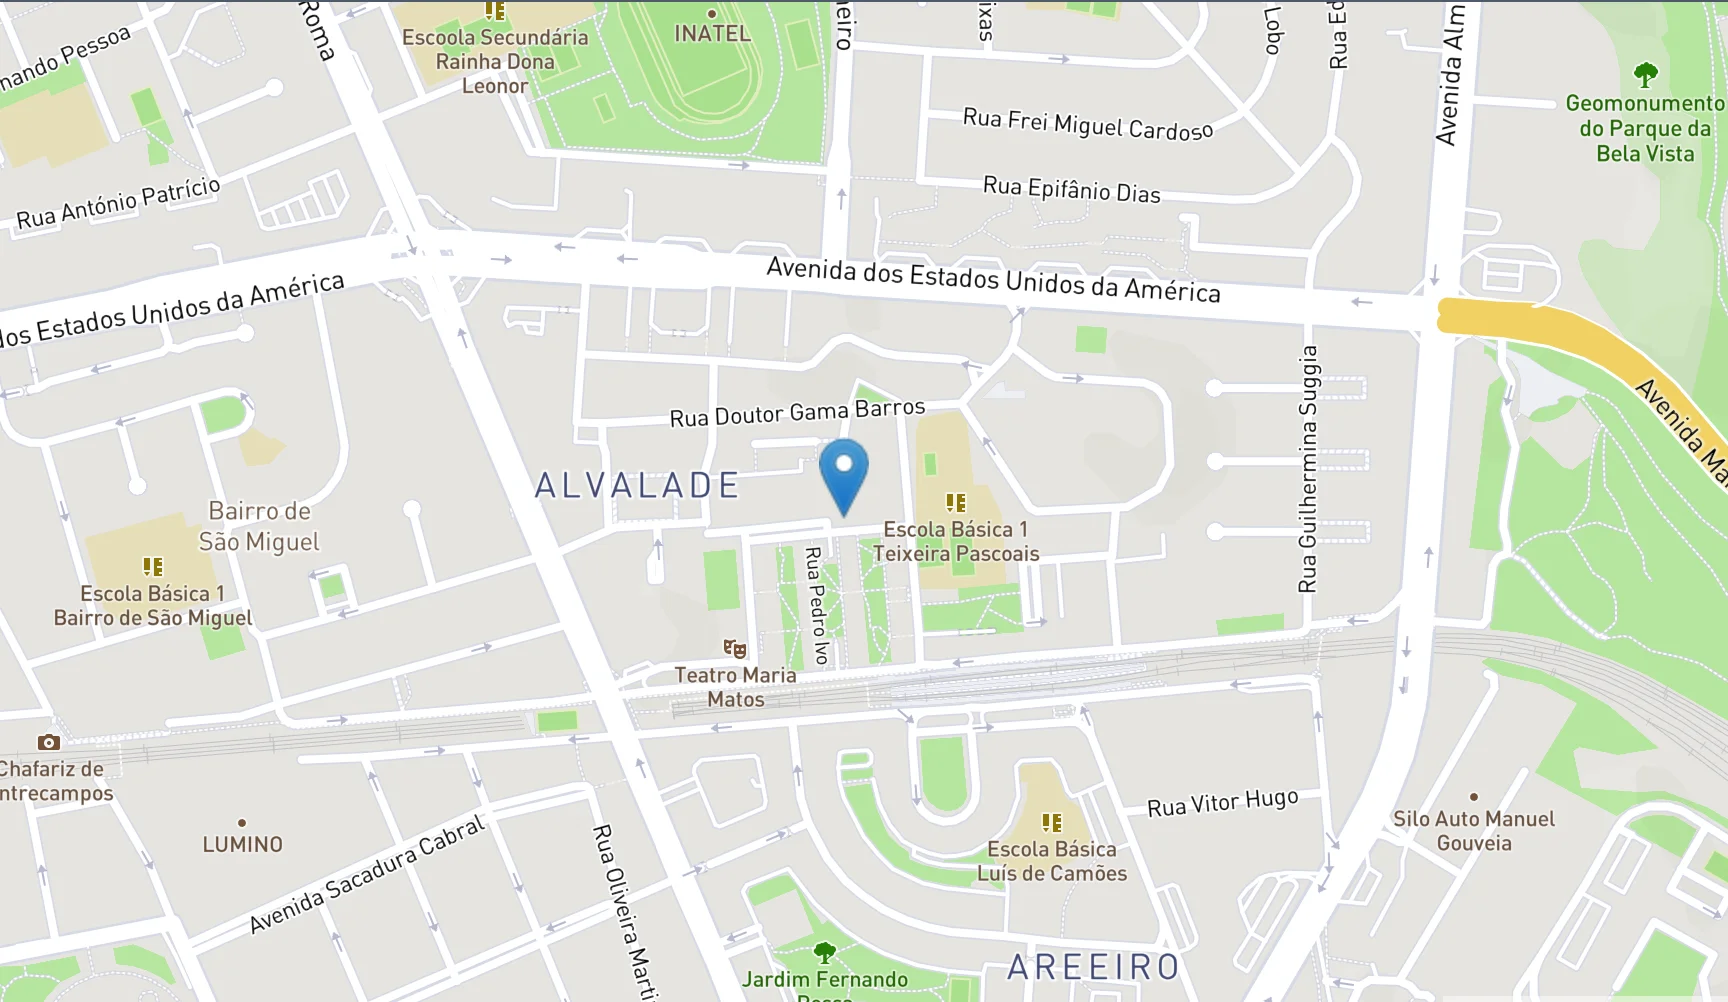 Roma
Escoola Secundária
Rainha Dona
Leonor
INATEL
eiro
ixas
Lobo
Rua Ed
Avenida Alm
nando Pessoa
Geomonumento
do Parque da
Bela Vista
Rua Frei Miguel Cardoso
Rua António Patrício
Rua Epifânio Dias
Avenida dos Estados Unidos da América
dos Estados Unidos da América
Rua Guilhermina Suggia
Avenida Ma
Rua Doutor Gama Barros
ALVALADE
Bairro de
São Miguel
Escola Básica 1
Teixeira Pascoais
Escola Básica 1
Bairro de São Miguel
Rua Pedro Ivo
Teatro Maria
Matos
Chafariz de
ntrecampos
LUMINO
Avenida Sacadura Cabral
Rua Oliveira Marti
Rua Vitor Hugo
Silo Auto Manuel
Gouveia
Escola Básica
Luís de Camões
AREEIRO
Jardim Fernando